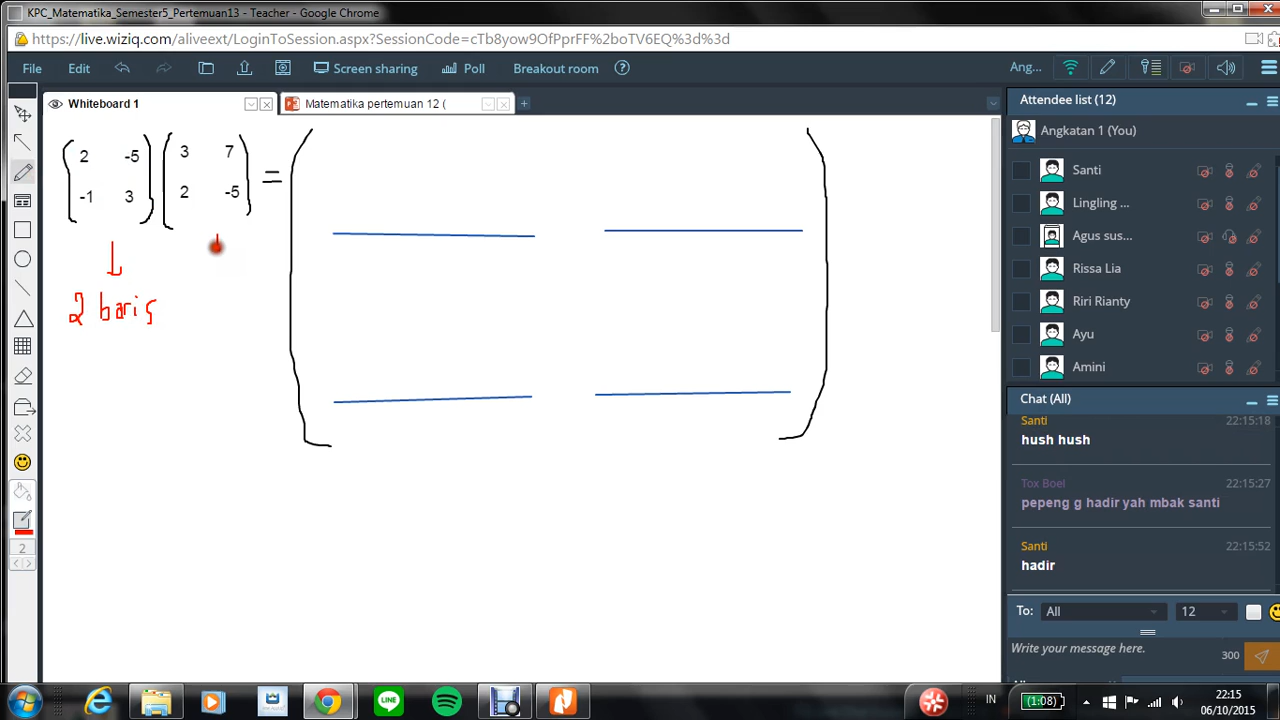 KPC_Matematika_Semester5_Pertemuan13 - Teacher - Google Chrome
https://live.wiziq.com/aliveext/LoginToSession.aspx?SessionCode=cTb8yow9OfPprFF%2boTV6EQ%3d%3d
File Edit Screen sharing Poll Breakout room ? Ang...
Whiteboard 1 Matematika pertemuan 12 ( +
Attendee list (12)
Angkatan 1 (You)
Santi
Lingling ...
Agus sus...
Rissa Lia
Riri Rianty
Ayu
Amini
2 -5 3 7 =
-1 3 2 -5
2 baris
Chat (All)
Santi 22:15:18
hush hush
Tox Boel 22:15:27
pepeng g hadir yah mbak santi
Santi 22:15:52
hadir
To: All 12
Write your message here. 300
2
IN (1:08) 22:15
06/10/2015
LINE